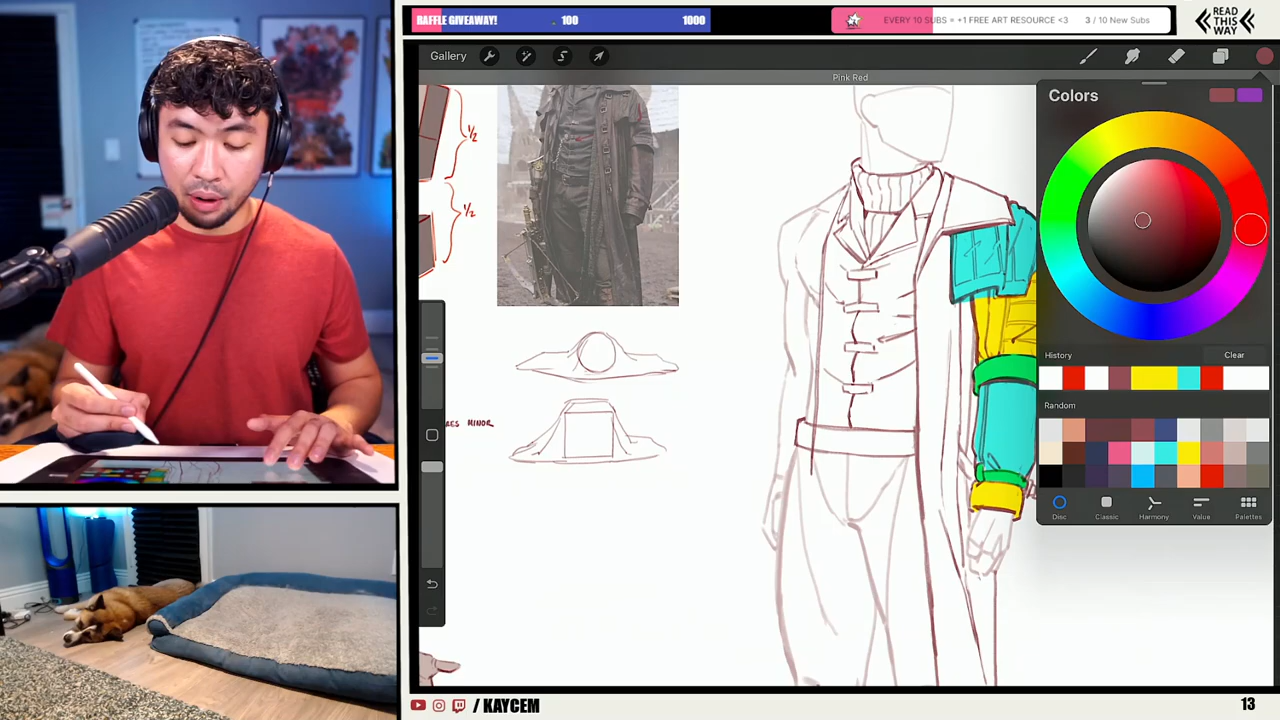 RAFFLE GIVEAWAY!
100
1000
EVERY 10 SUBS = +1 FREE ART RESOURCE <3
3 / 10 New Subs
READ
THIS
WAY
Gallery
Pink Red
Colors
1/2
1/2
RES MINOR
History
Clear
Random
Disc
Classic
Harmony
Value
Palettes
/ KAYCEM
13